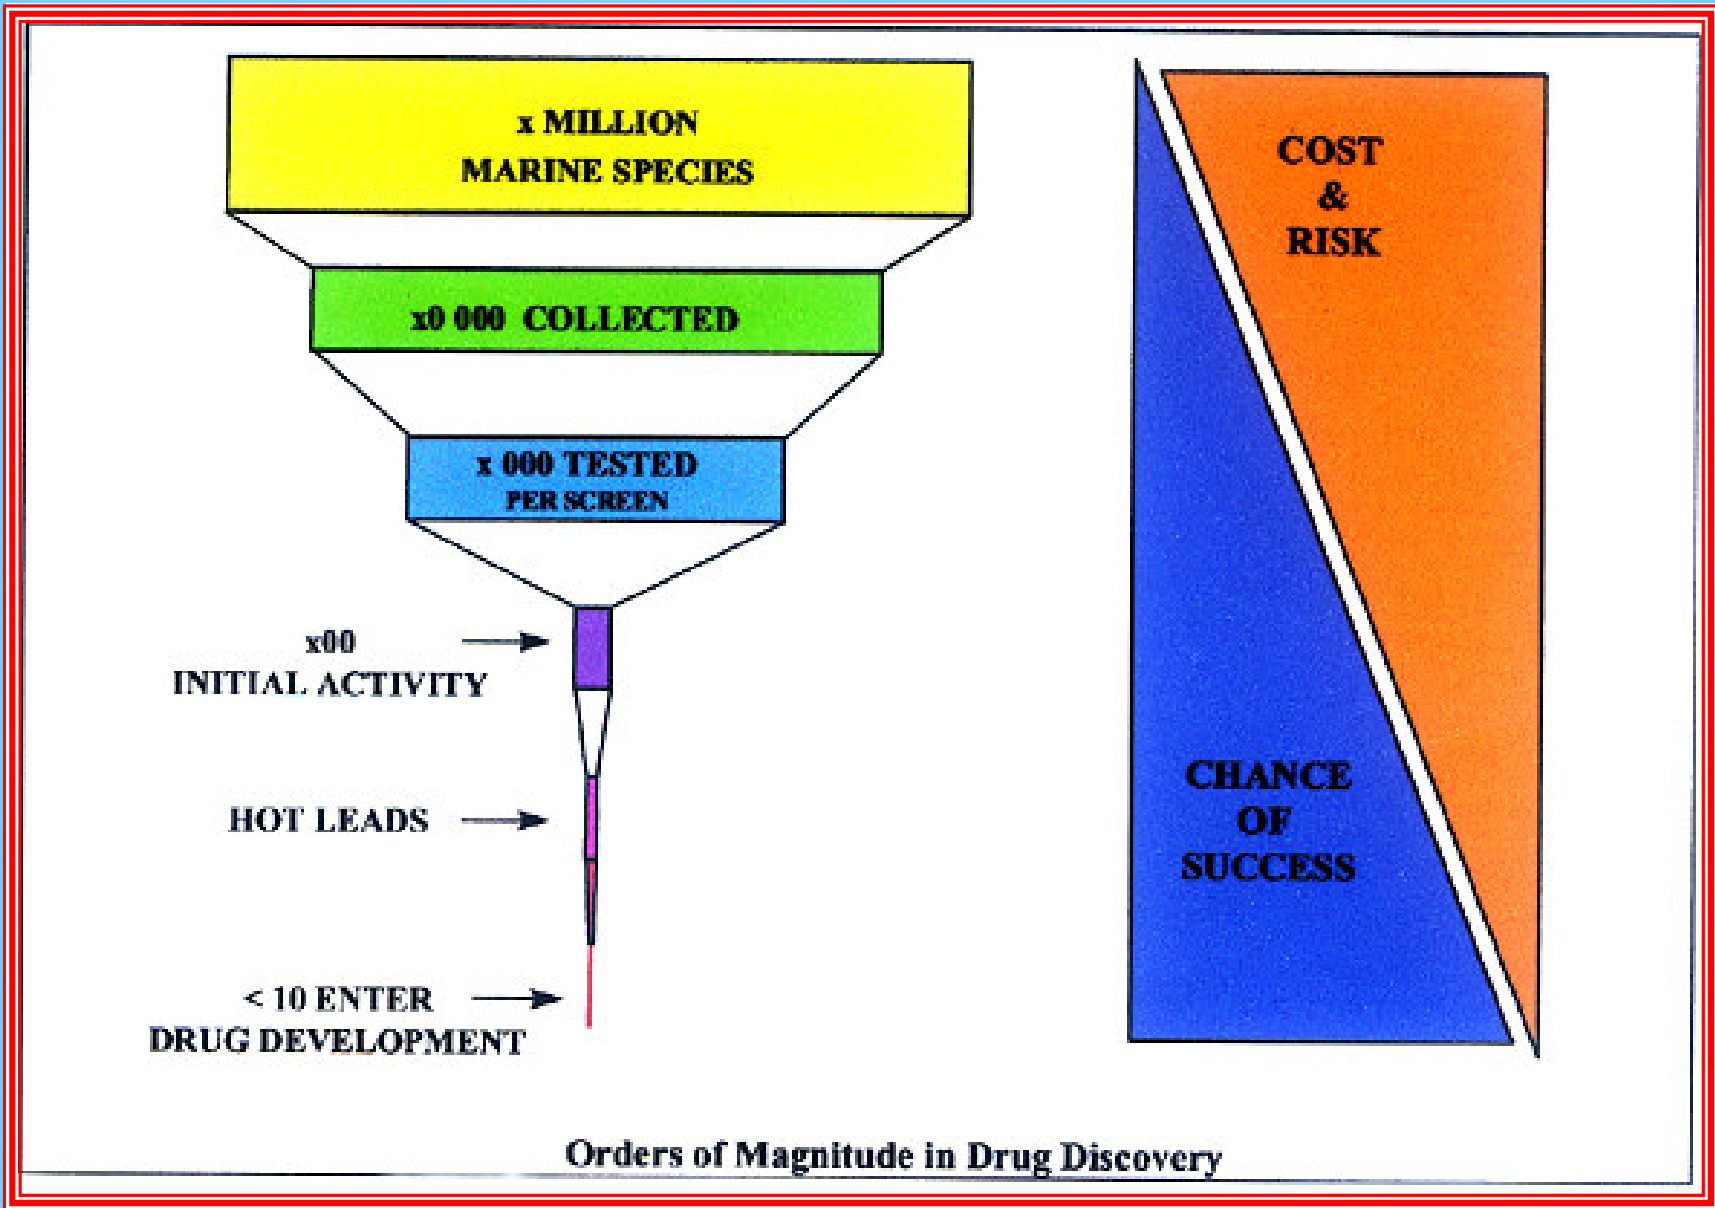 x MILLION
MARINE SPECIES
x0 000 COLLECTED
x 000 TESTED
PER SCREEN
x00
INITIAL ACTIVITY
HOT LEADS
< 10 ENTER
DRUG DEVELOPMENT
COST
&
RISK
CHANCE
OF
SUCCESS
Orders of Magnitude in Drug Discovery